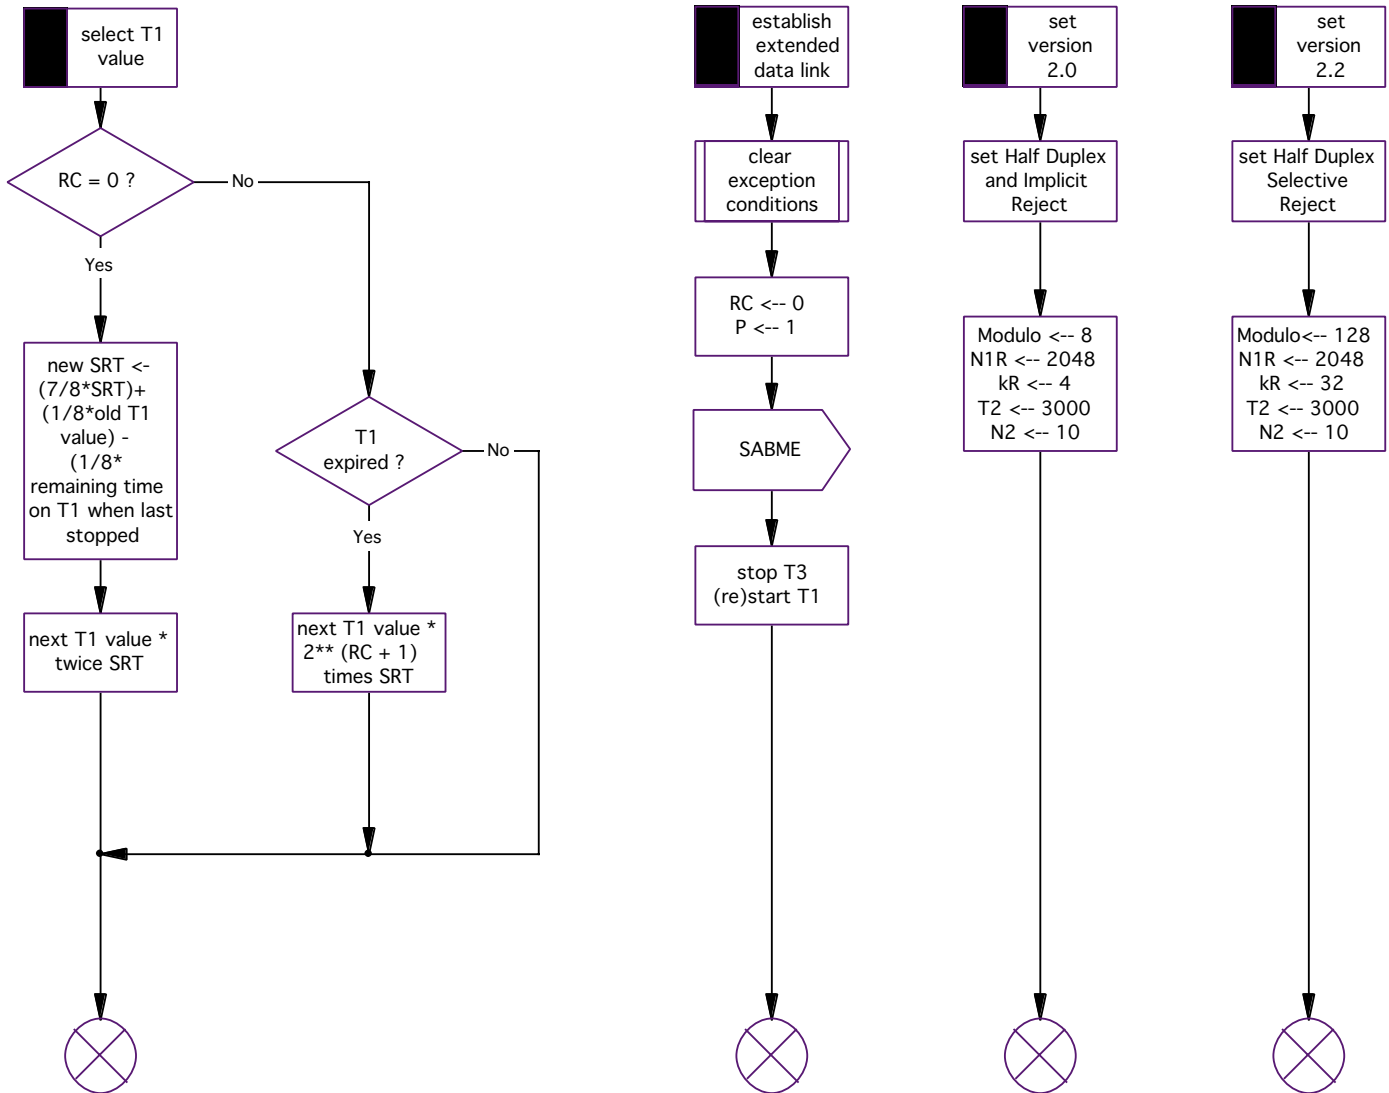 select T1
value
RC = 0 ?
No
Yes
new SRT <-
(7/8*SRT)+
(1/8*old T1
value) -
(1/8*
remaining time
on T1 when last
stopped
next T1 value *
twice SRT
T1
expired ?
No
Yes
next T1 value *
2** (RC + 1)
times SRT
establish
extended
data link
clear
exception
conditions
RC <-- 0
P <-- 1
SABME
stop T3
(re)start T1
set
version
2.0
set Half Duplex
and Implicit
Reject
Modulo <-- 8
N1R <-- 2048
kR <-- 4
T2 <-- 3000
N2 <-- 10
set
version
2.2
set Half Duplex
Selective
Reject
Modulo<-- 128
N1R <-- 2048
kR <-- 32
T2 <-- 3000
N2 <-- 10